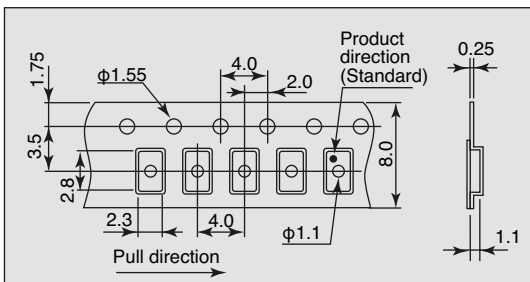 Product
direction
(Standard)
0.25
1.75
4.0
φ1.55
2.0
3.5
8.0
2.8
2.3
4.0
φ1.1
1.1
Pull direction